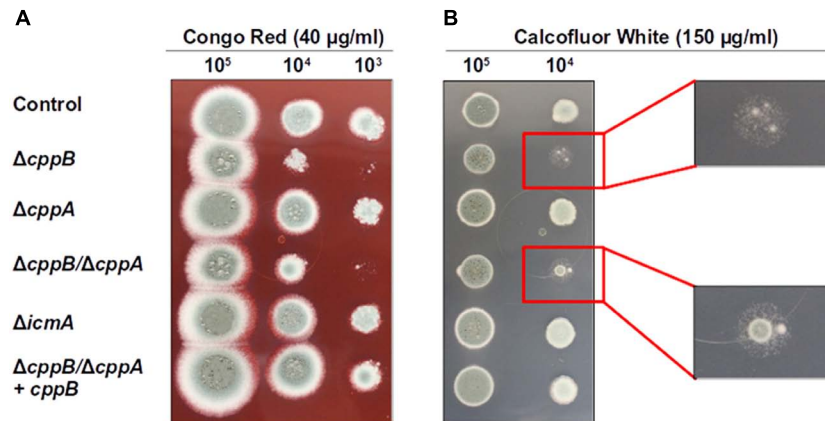 A
B
Congo Red (40 µg/ml)
Calcofluor White (150 µg/ml)
10⁵ 10⁴ 10³
10⁵ 10⁴
Control
ΔcppB
ΔcppA
ΔcppB/ΔcppA
ΔicmA
ΔcppB/ΔcppA
+ cppB